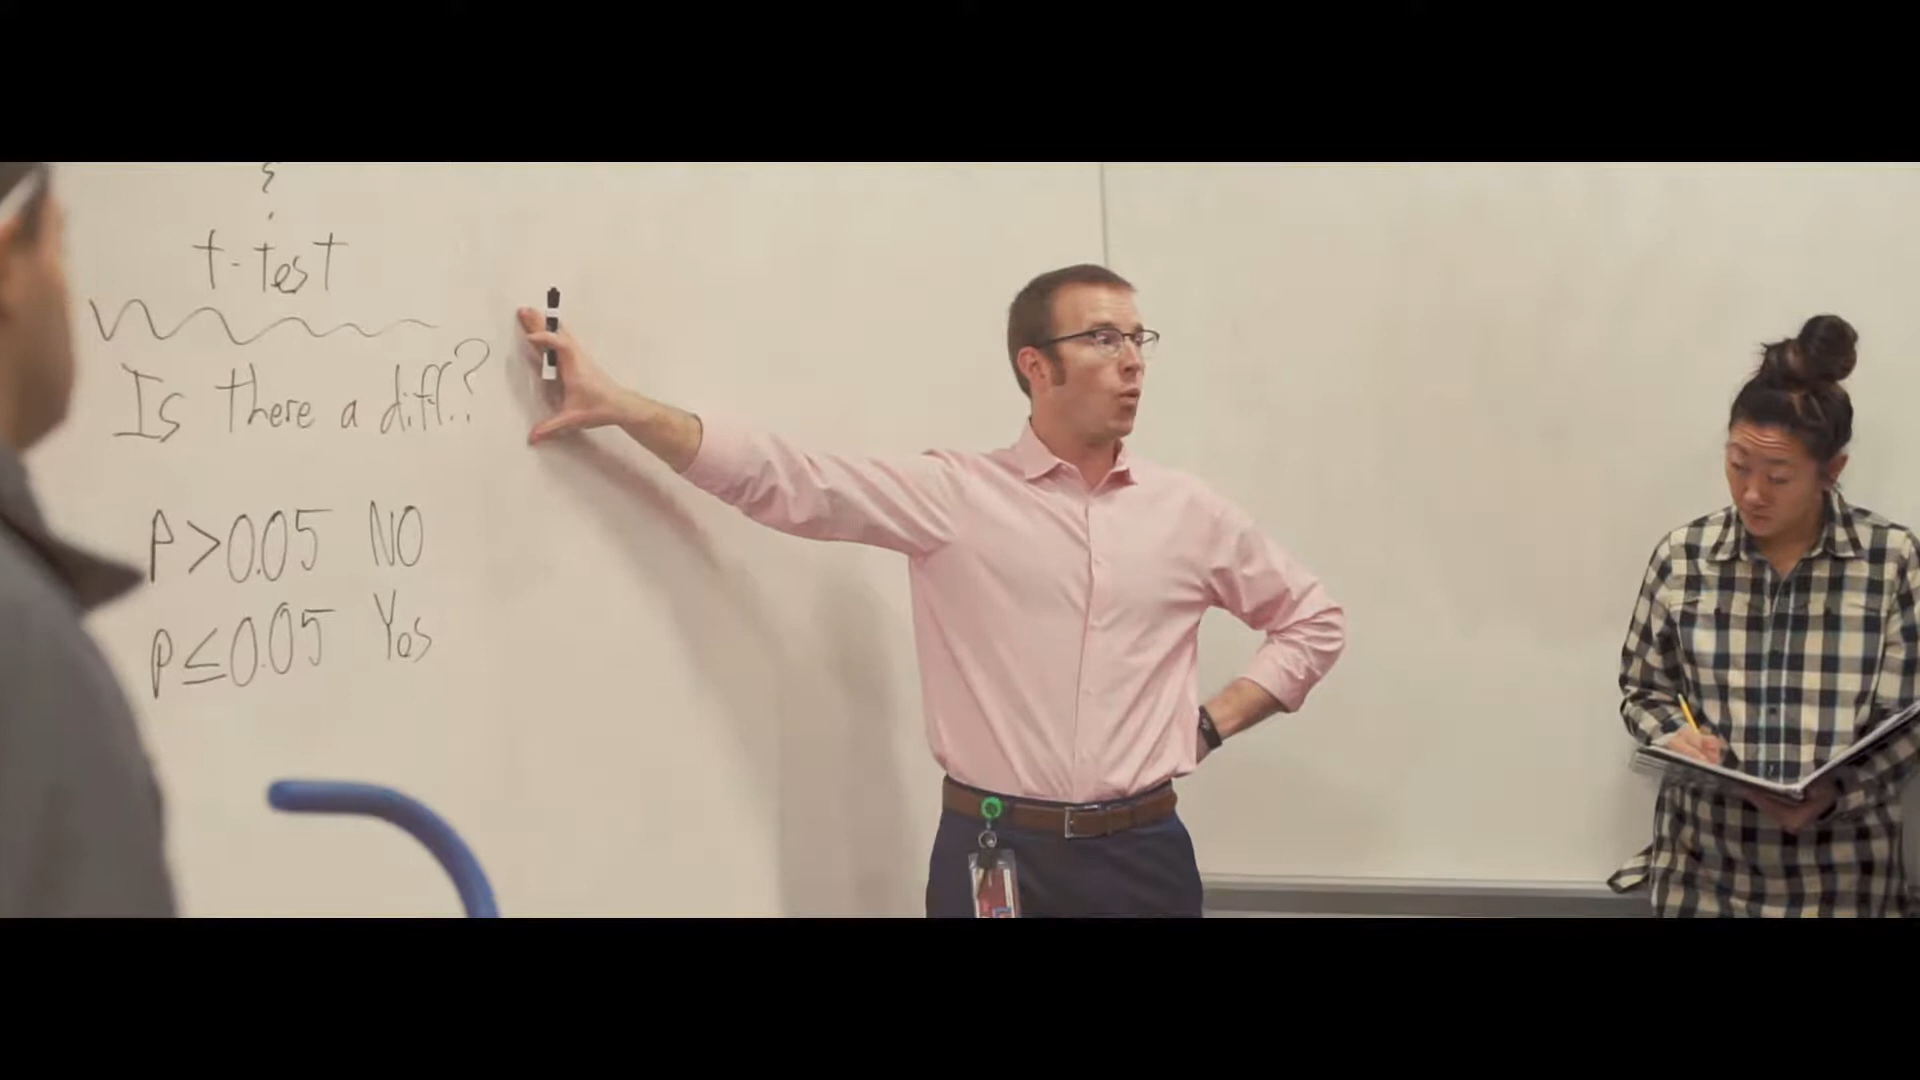 t-test
Is there a diff.?
P>0.05 NO
P≤0.05 Yes